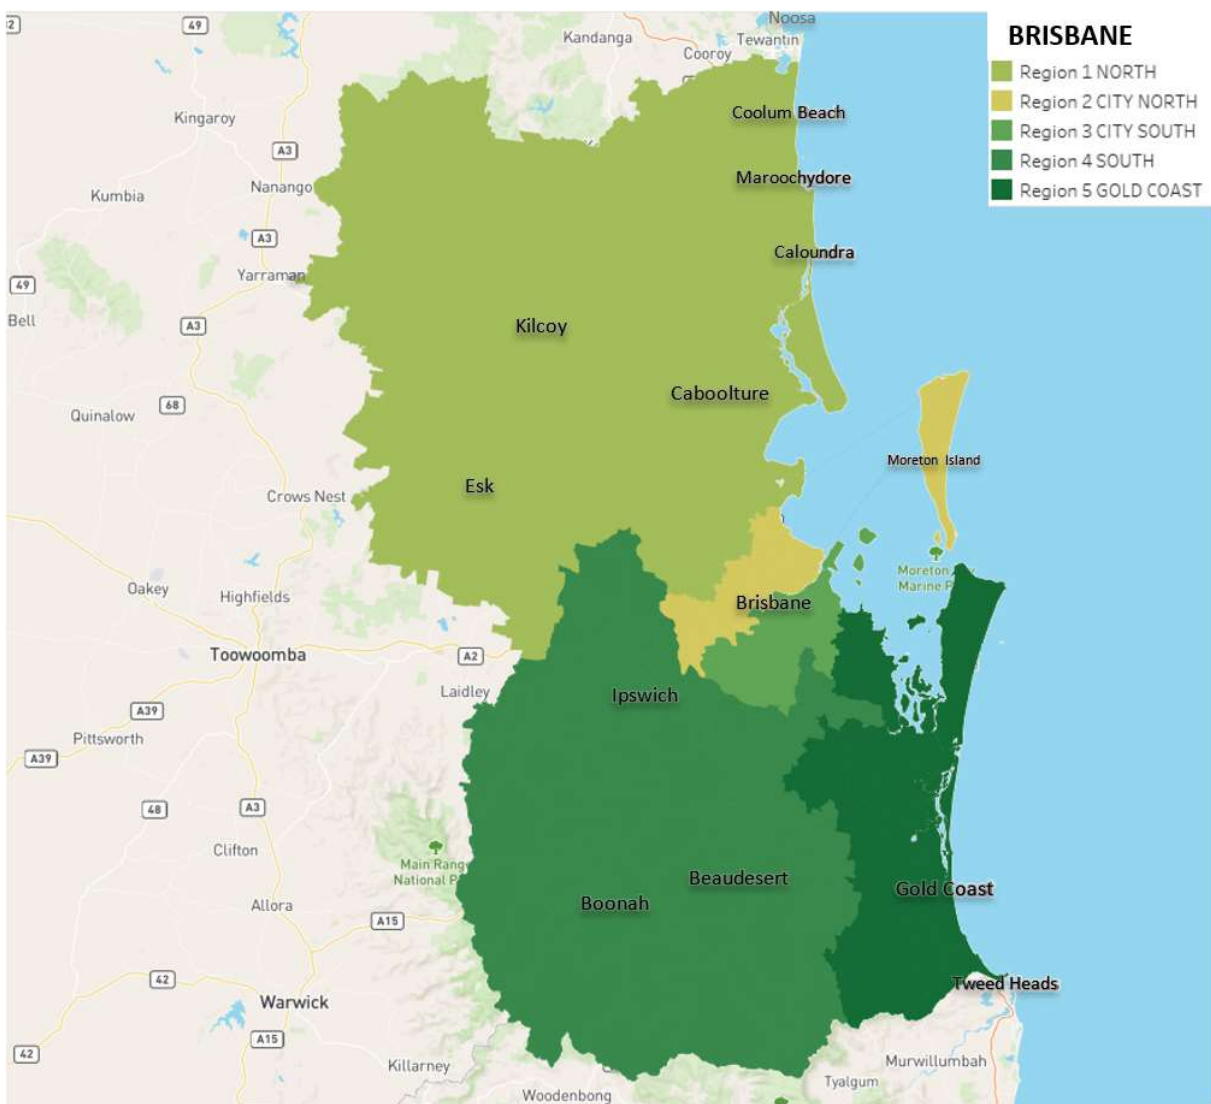 BRISBANE
Region 1 NORTH
Region 2 CITY NORTH
Region 3 CITY SOUTH
Region 4 SOUTH
Region 5 GOLD COAST
49
Noosa
Kandanga
Tewantin
Cooroy
Coolum Beach
Kingaroy
A3
Maroochydore
Nanango
Kumbia
A3
Caloundra
Yarraman
49
Bell
A3
Kilcoy
Caboolture
68
Quinalow
Moreton Island
Esk
Crows Nest
Moreton
Marine P
Oakey
Highfields
Brisbane
Toowoomba
A2
Laidley
Ipswich
A39
Pittsworth
A39
48
A3
Clifton
Main Range
National P
Beaudesert
Gold Coast
Boonah
Allora
A15
42
Tweed Heads
Warwick
A15
42
Killarney
Murwillumbah
Tyalgum
Woodenbong